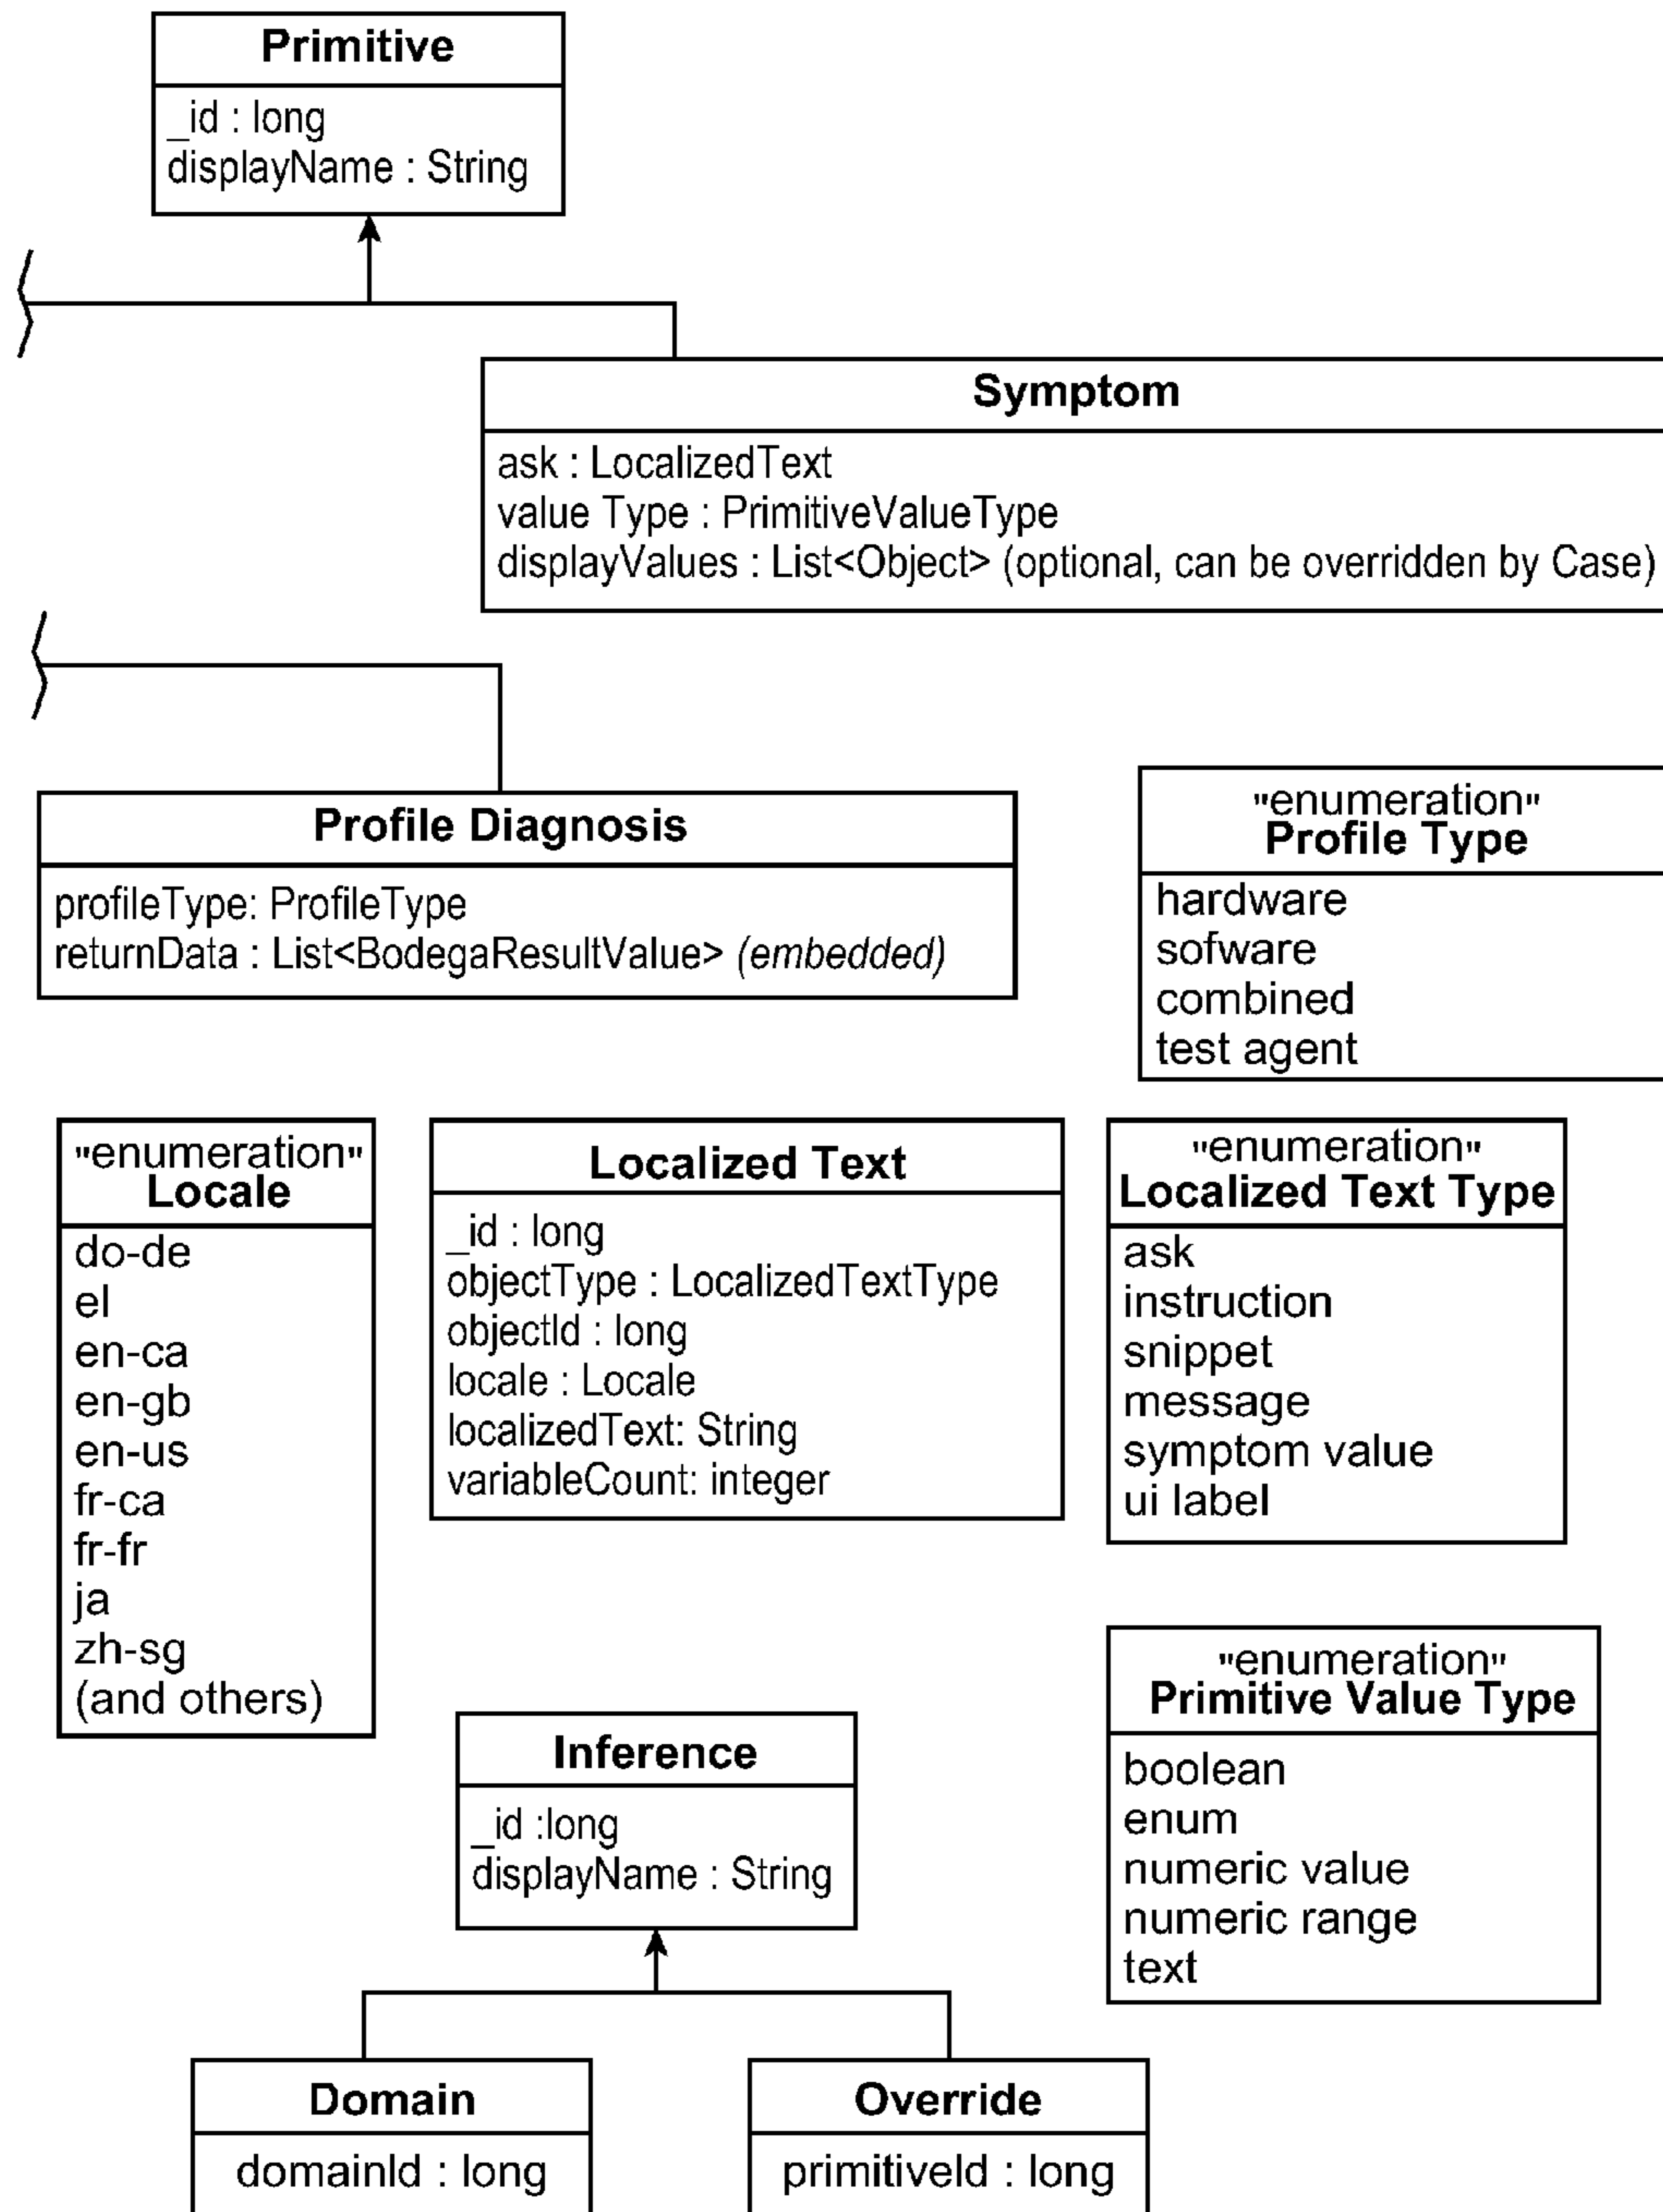 Primitive
_id : long
displayName : String
Symptom
ask : LocalizedText
value Type : PrimitiveValueType
displayValues : List<Object> (optional, can be overridden by Case)
Profile Diagnosis
profileType: ProfileType
returnData : List<BodegaResultValue> (embedded)
"enumeration"
Profile Type
hardware
sofware
combined
test agent
"enumeration"
Locale
do-de
el
en-ca
en-gb
en-us
fr-ca
fr-fr
ja
zh-sg
(and others)
Localized Text
_id : long
objectType : LocalizedTextType
objectId : long
locale : Locale
localizedText: String
variableCount: integer
"enumeration"
Localized Text Type
ask
instruction
snippet
message
symptom value
ui label
"enumeration"
Primitive Value Type
boolean
enum
numeric value
numeric range
text
Inference
_id :long
displayName : String
Domain
domainId : long
Override
primitiveId : long